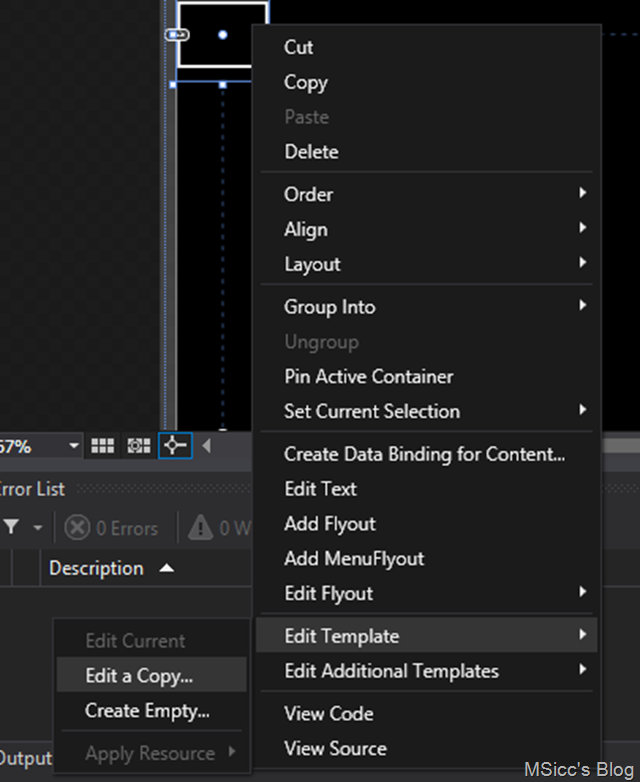 Cut
Copy
Paste
Delete
Order
Align
Layout
Group Into
Ungroup
Pin Active Container
Set Current Selection
67%
Create Data Binding for Content...
Error List
Edit Text
0 Errors
0 W
Add Flyout
Add MenuFlyout
Description
Edit Flyout
Edit Template
Edit Current
Edit Additional Templates
Edit a Copy...
Create Empty...
View Code
Apply Resource
View Source
Output
MSicc's Blog